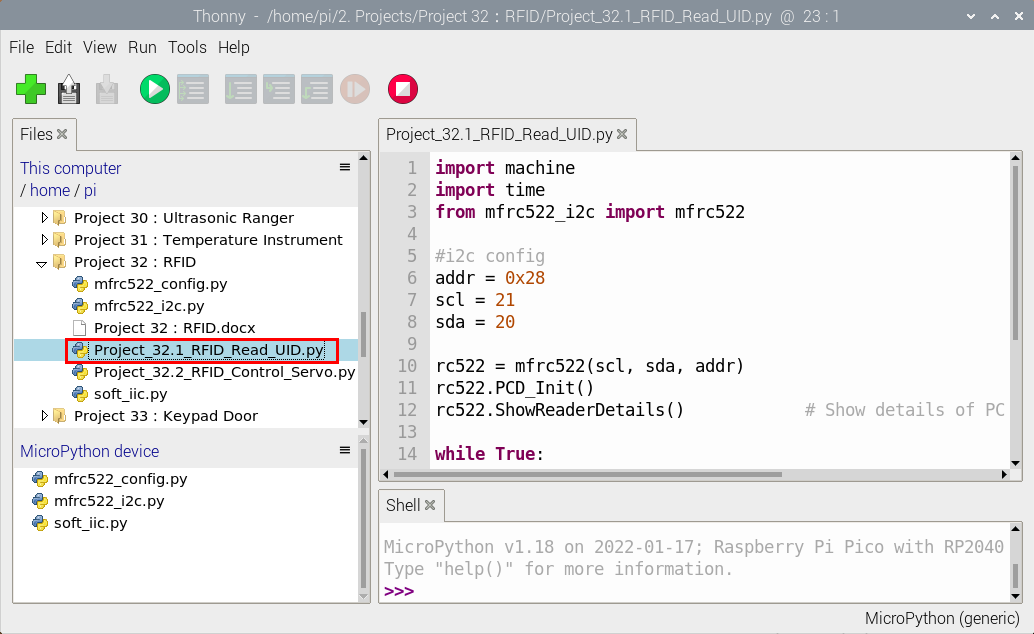 Thonny - /home/pi/2. Projects/Project 32 : RFID/Project_32.1_RFID_Read_UID.py @ 23 : 1
File Edit View Run Tools Help
Files
This computer
/ home / pi
Project 30 : Ultrasonic Ranger
Project 31 : Temperature Instrument
Project 32 : RFID
mfrc522_config.py
mfrc522_i2c.py
Project 32 : RFID.docx
Project_32.1_RFID_Read_UID.py
Project_32.2_RFID_Control_Servo.py
soft_iic.py
Project 33 : Keypad Door
MicroPython device
mfrc522_config.py
mfrc522_i2c.py
soft_iic.py
Project_32.1_RFID_Read_UID.py
1 import machine
2 import time
3 from mfrc522_i2c import mfrc522
4
5 #i2c config
6 addr = 0x28
7 scl = 21
8 sda = 20
9
10 rc522 = mfrc522(scl, sda, addr)
11 rc522.PCD_Init()
12 rc522.ShowReaderDetails() # Show details of PC
13
14 while True:
Shell
MicroPython v1.18 on 2022-01-17; Raspberry Pi Pico with RP2040
Type "help()" for more information.
>>>
MicroPython (generic)